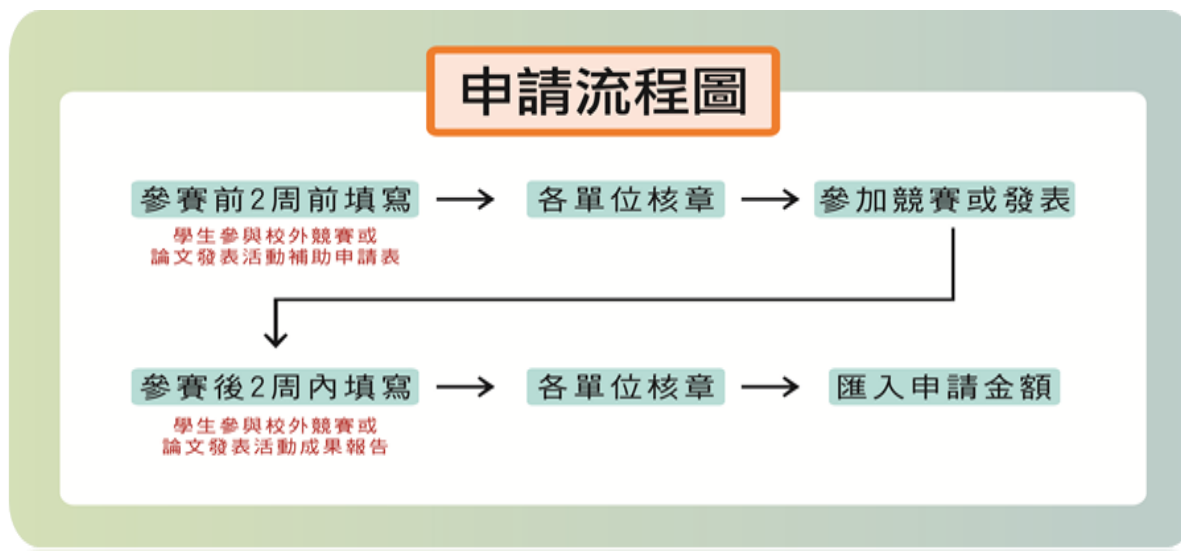 申請流程圖
參賽前2周前填寫
學生參與校外競賽或
論文發表活動補助申請表
各單位核章
參加競賽或發表
參賽後2周內填寫
學生參與校外競賽或
論文發表活動成果報告
各單位核章
匯入申請金額